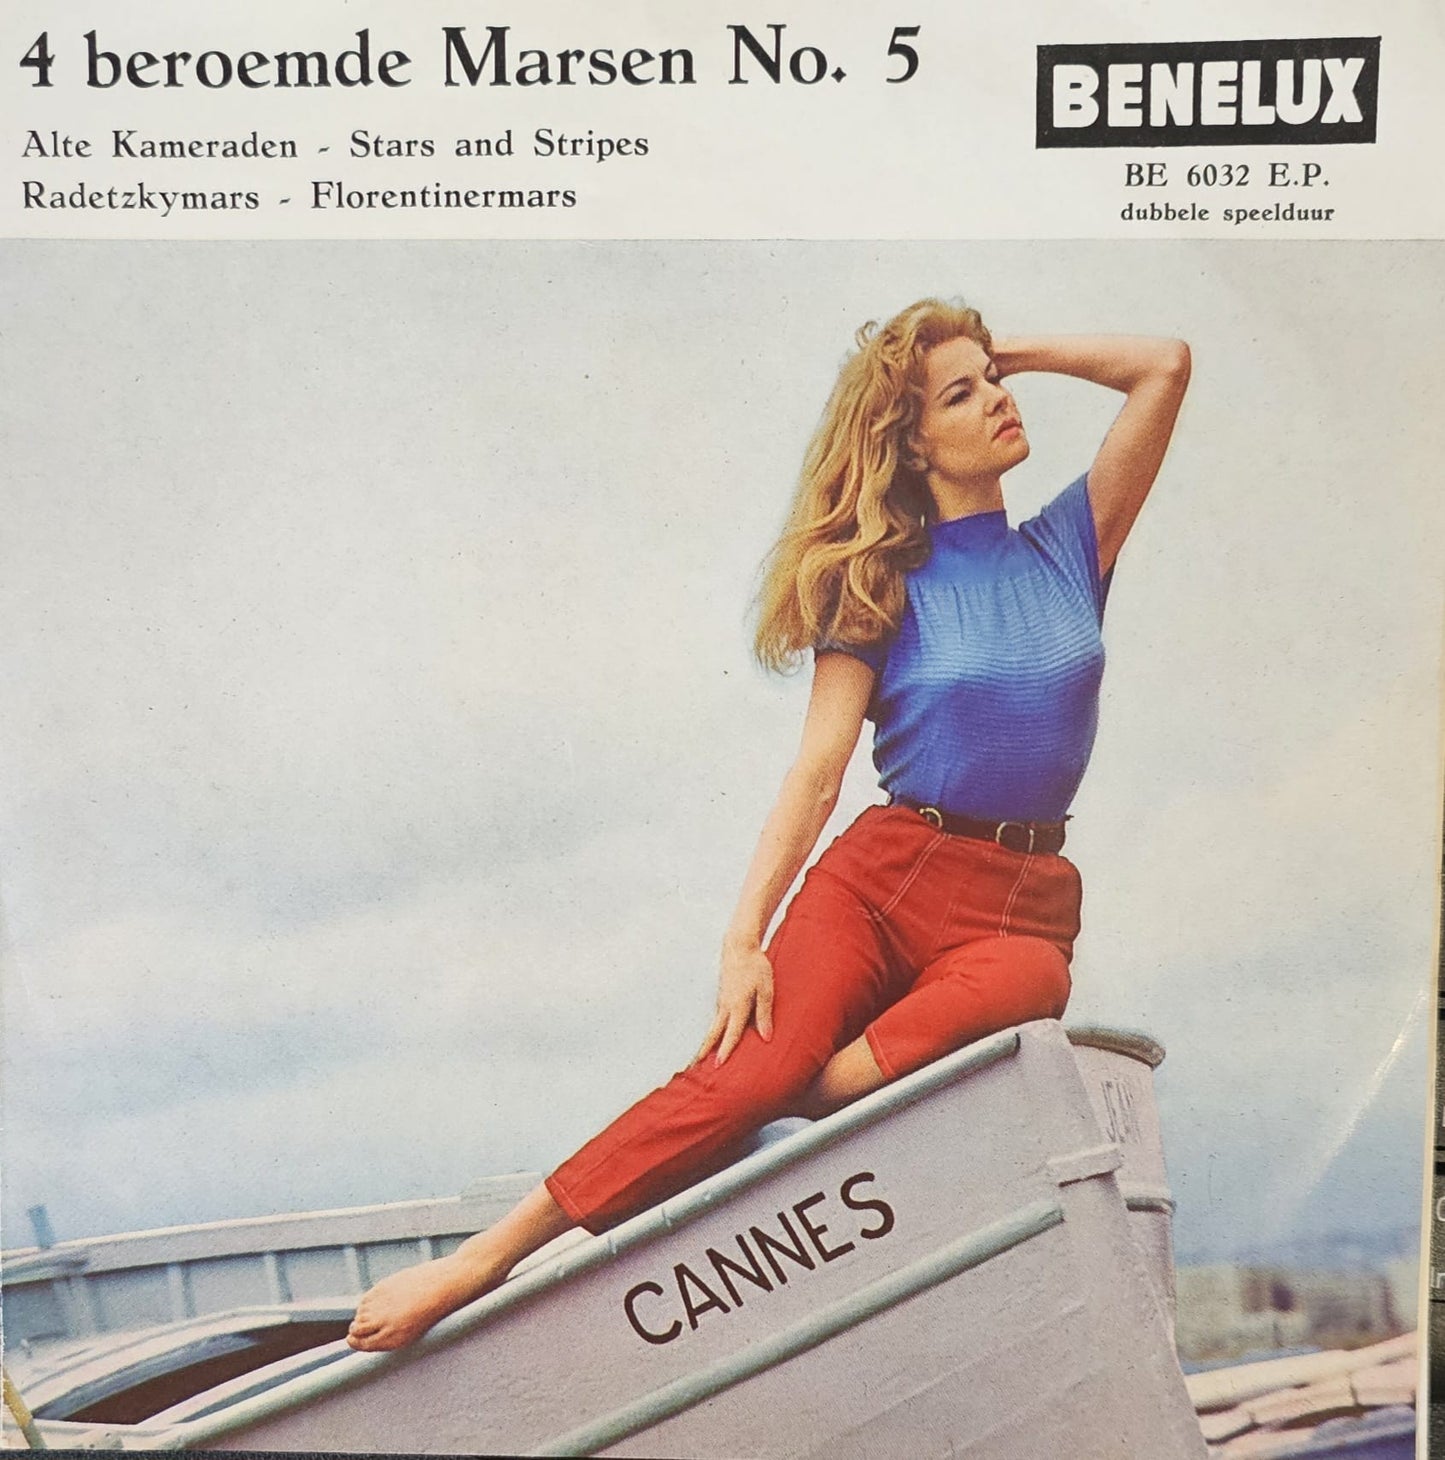 4 beroemde Marsen No. 5
Alte Kameraden - Stars and Stripes
Radetzkymars - Florentinermars
BENELUX
BE 6032 E.P.
dubbele speelduur
CANNES